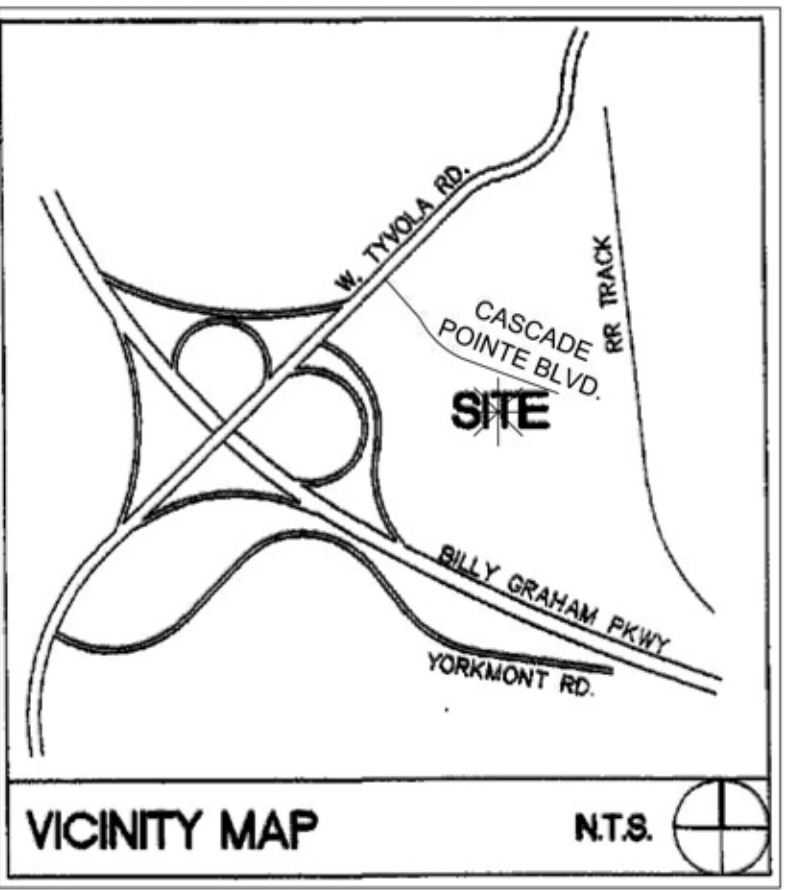 W. TYVOLA RD.
RR TRACK
CASCADE
POINTE BLVD.
SITE
BILLY GRAHAM PKWY
YORKMONT RD.
VICINITY MAP
N.T.S.